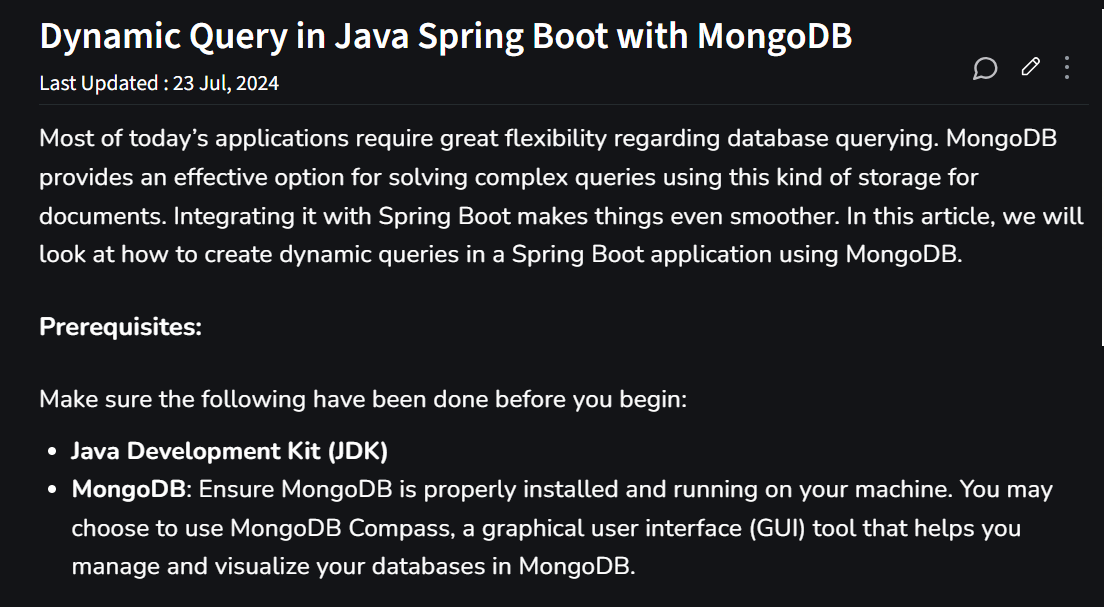 Dynamic Query in Java Spring Boot with MongoDB
Last Updated : 23 Jul, 2024
Most of today’s applications require great flexibility regarding database querying. MongoDB
provides an effective option for solving complex queries using this kind of storage for
documents. Integrating it with Spring Boot makes things even smoother. In this article, we will
look at how to create dynamic queries in a Spring Boot application using MongoDB.
Prerequisites:
Make sure the following have been done before you begin:
• Java Development Kit (JDK)
• MongoDB: Ensure MongoDB is properly installed and running on your machine. You may
choose to use MongoDB Compass, a graphical user interface (GUI) tool that helps you
manage and visualize your databases in MongoDB.